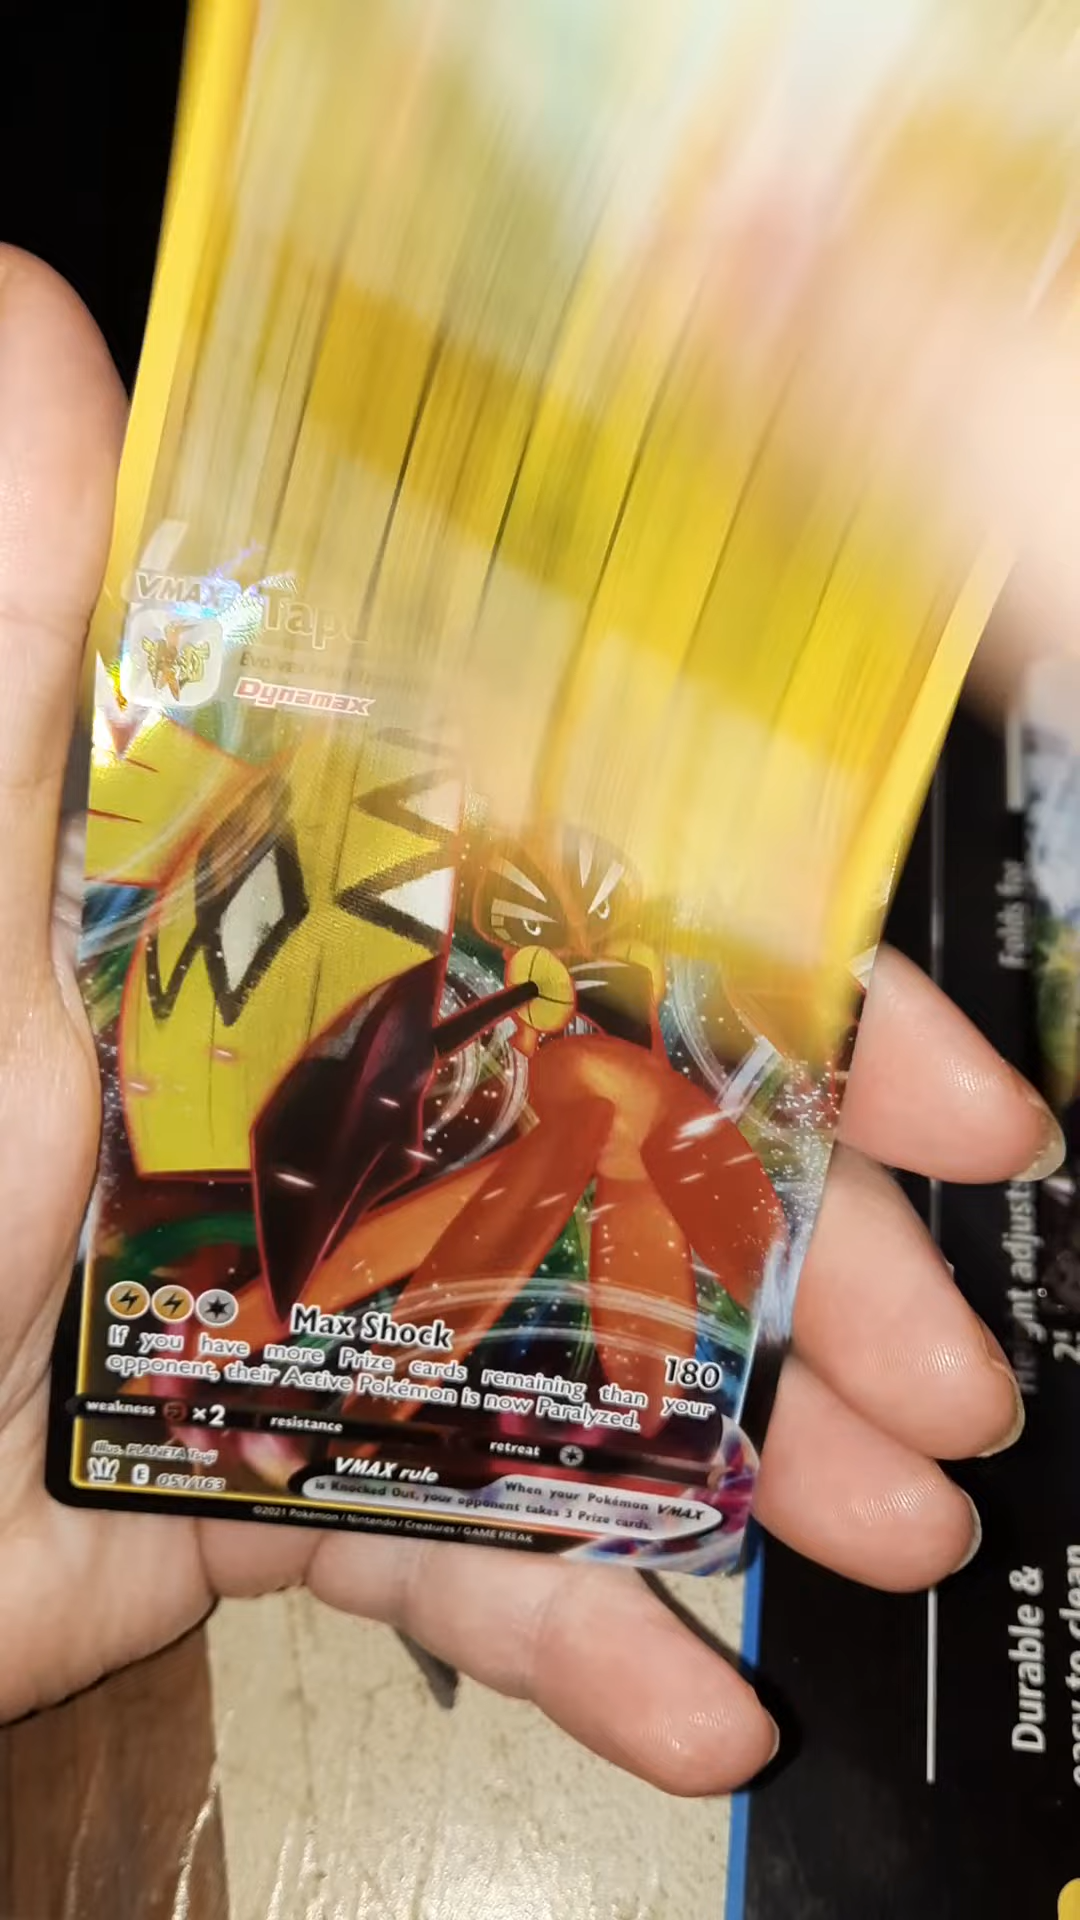 VMAX
Tap
Evolves from
Dynamax
Max Shock
180
If you have more Prize cards remaining than your
opponent, their Active Pokémon is now Paralyzed.
weakness ×2 resistance
retreat
illus. PLANETA Tsuji
E 051/163
VMAX rule
When your Pokémon VMAX
is Knocked Out, your opponent takes 3 Prize cards.
©2021 Pokémon / Nintendo / Creatures / GAME FREAK
Folds for
Height adjusts
Durable &
easy to clean